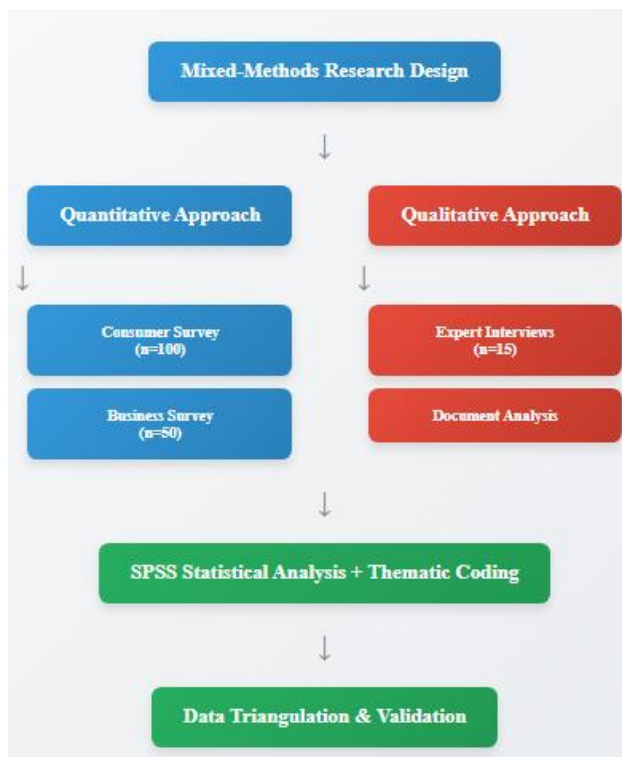 Mixed-Methods Research Design
↓
Quantitative Approach
Qualitative Approach
↓
↓
Consumer Survey
(n=100)
Expert Interviews
(n=15)
Business Survey
(n=50)
Document Analysis
↓
SPSS Statistical Analysis + Thematic Coding
↓
Data Triangulation & Validation